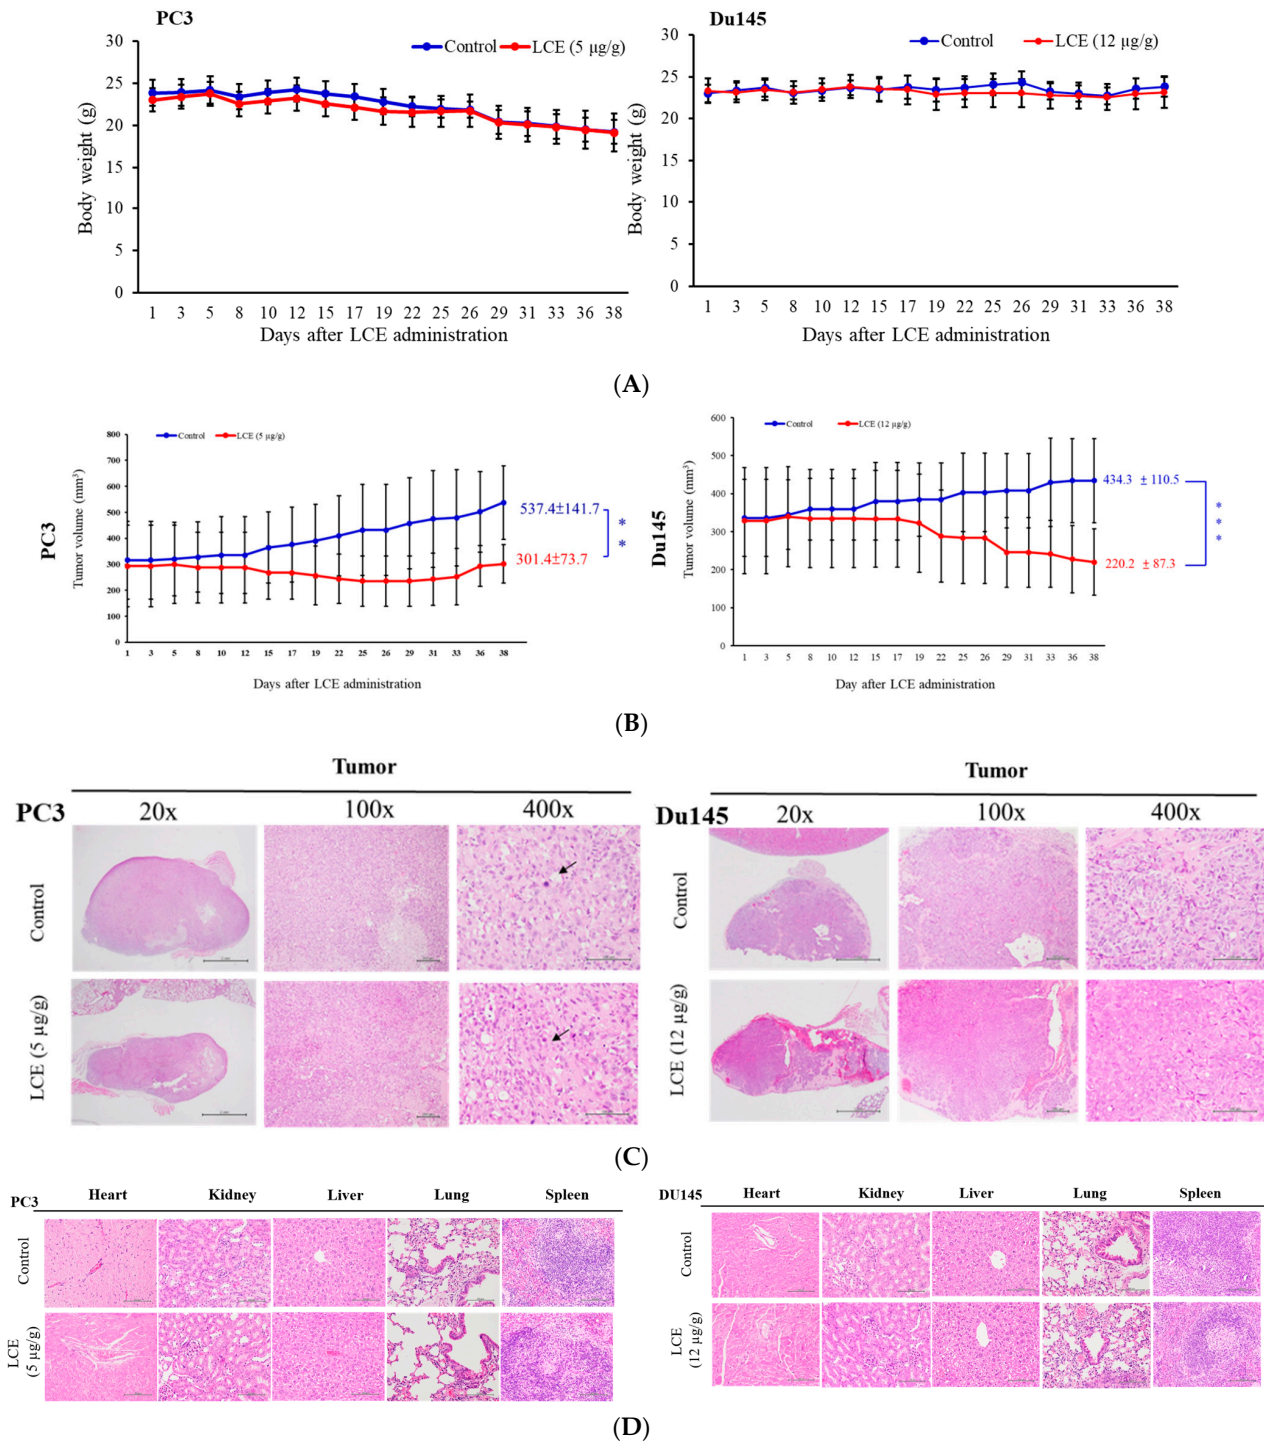 PC3
Control LCE (5 µg/g)
Body weight (g)
30
25
20
15
10
5
0
1 3 5 8 10 12 15 17 19 22 25 26 29 31 33 36 38
Days after LCE administration
Du145
Control LCE (12 µg/g)
Body weight (g)
30
25
20
15
10
5
0
1 3 5 8 10 12 15 17 19 22 25 26 29 31 33 36 38
Days after LCE administration
(A)
PC3
Tumor volume (mm³)
Control LCE (5 µg/g)
800
700
600
500
400
300
200
100
0
537.4±141.7
**
301.4±73.7
1 3 5 8 10 12 15 17 19 22 25 26 29 31 33 36 38
Days after LCE administration
Du145
Tumor volume (mm³)
Control LCE (12 µg/g)
600
500
400
300
200
100
0
434.3 ± 110.5
***
220.2 ± 87.3
1 3 5 8 10 12 15 17 19 22 25 26 29 31 33 36 38
Day after LCE administration
(B)
Tumor
PC3 20x 100x 400x
Control
LCE (5 µg/g)
Tumor
Du145 20x 100x 400x
Control
LCE (12 µg/g)
(C)
PC3 Heart Kidney Liver Lung Spleen
Control
LCE
(5 µg/g)
DU145 Heart Kidney Liver Lung Spleen
Control
LCE
(12 µg/g)
(D)